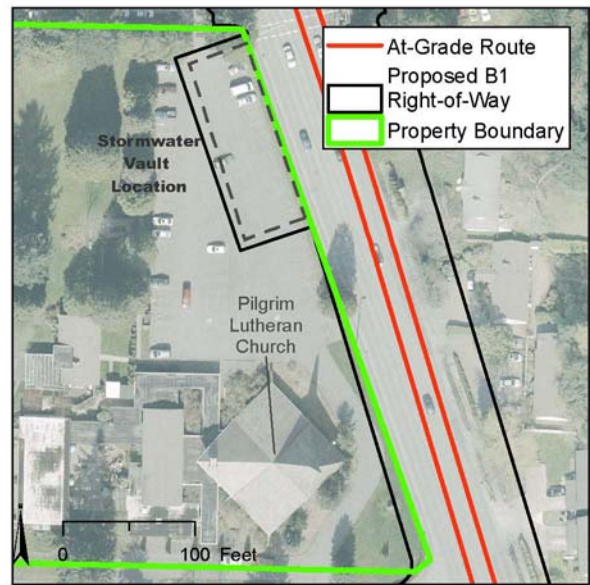 At-Grade Route
Proposed B1
Right-of-Way
Property Boundary
Stormwater
Vault
Location
Pilgrim
Lutheran
Church
0 100 Feet